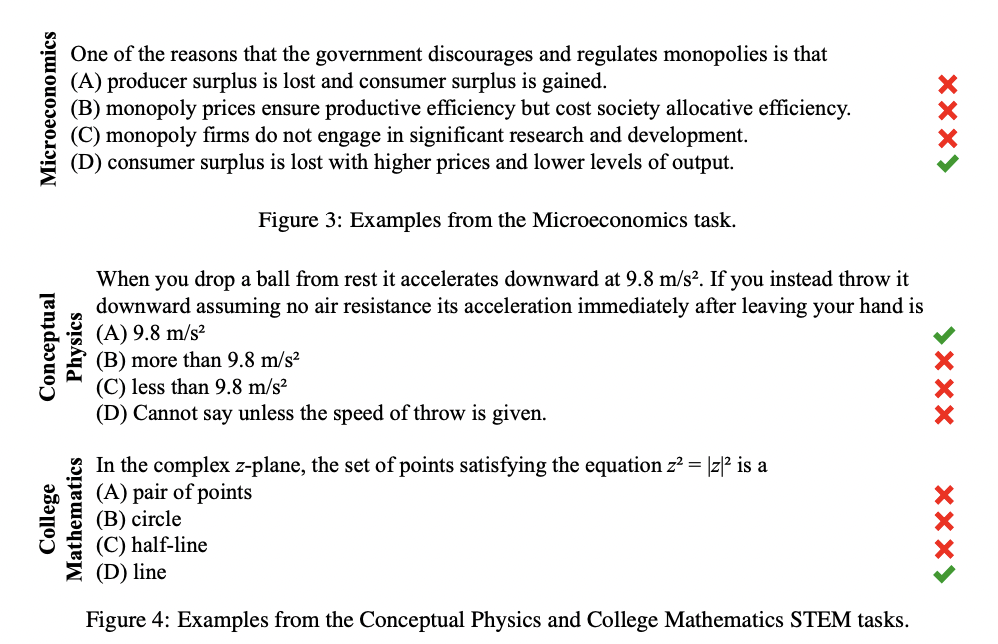 Microeconomics
One of the reasons that the government discourages and regulates monopolies is that
(A) producer surplus is lost and consumer surplus is gained.
(B) monopoly prices ensure productive efficiency but cost society allocative efficiency.
(C) monopoly firms do not engage in significant research and development.
(D) consumer surplus is lost with higher prices and lower levels of output.
Figure 3: Examples from the Microeconomics task.
Conceptual
Physics
When you drop a ball from rest it accelerates downward at 9.8 m/s². If you instead throw it
downward assuming no air resistance its acceleration immediately after leaving your hand is
(A) 9.8 m/s²
(B) more than 9.8 m/s²
(C) less than 9.8 m/s²
(D) Cannot say unless the speed of throw is given.
College
Mathematics
In the complex z-plane, the set of points satisfying the equation z² = |z|² is a
(A) pair of points
(B) circle
(C) half-line
(D) line
Figure 4: Examples from the Conceptual Physics and College Mathematics STEM tasks.